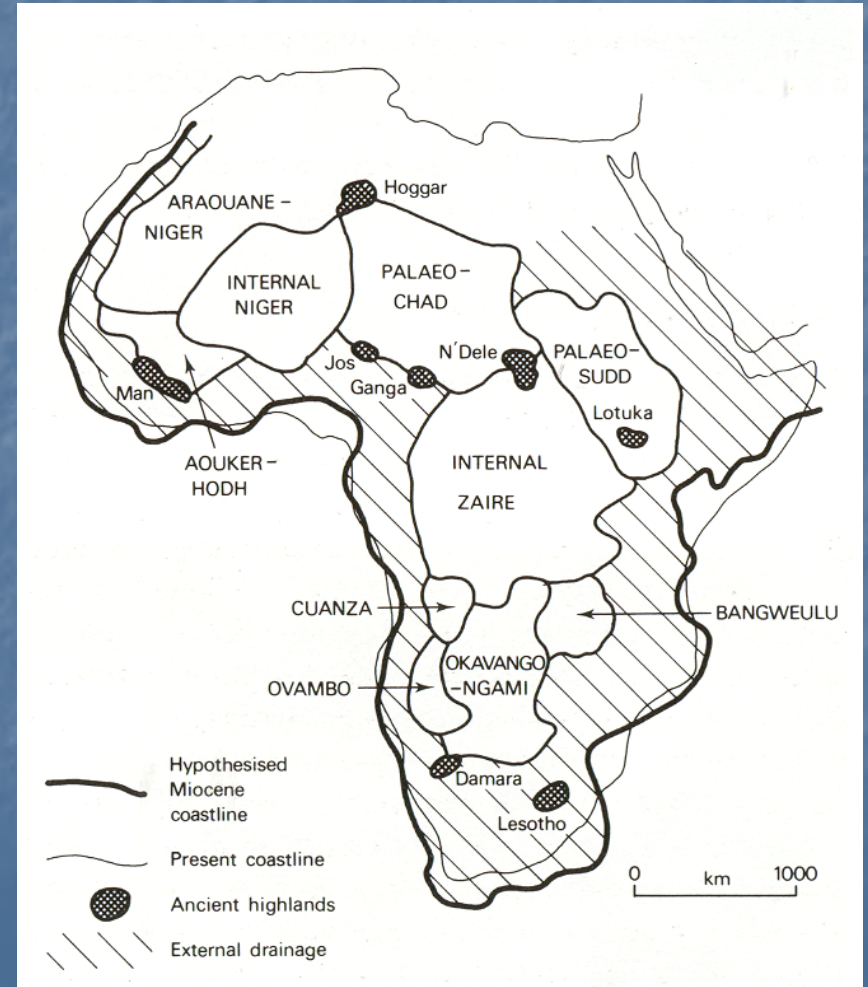 Hoggar
ARAOUANE –
NIGER
INTERNAL
NIGER
PALAEO –
CHAD
Jos
Ganga
N'Dele
PALAEO-
SUDD
Lotuka
Man
AOUKER –
HODH
INTERNAL
ZAIRE
CUANZA
BANGWEULU
OKAVANGO
-NGAMI
OVAMBO
Damara
Lesotho
Hypothesised
Miocene
coastline
Present coastline
Ancient highlands
External drainage
0 km 1000